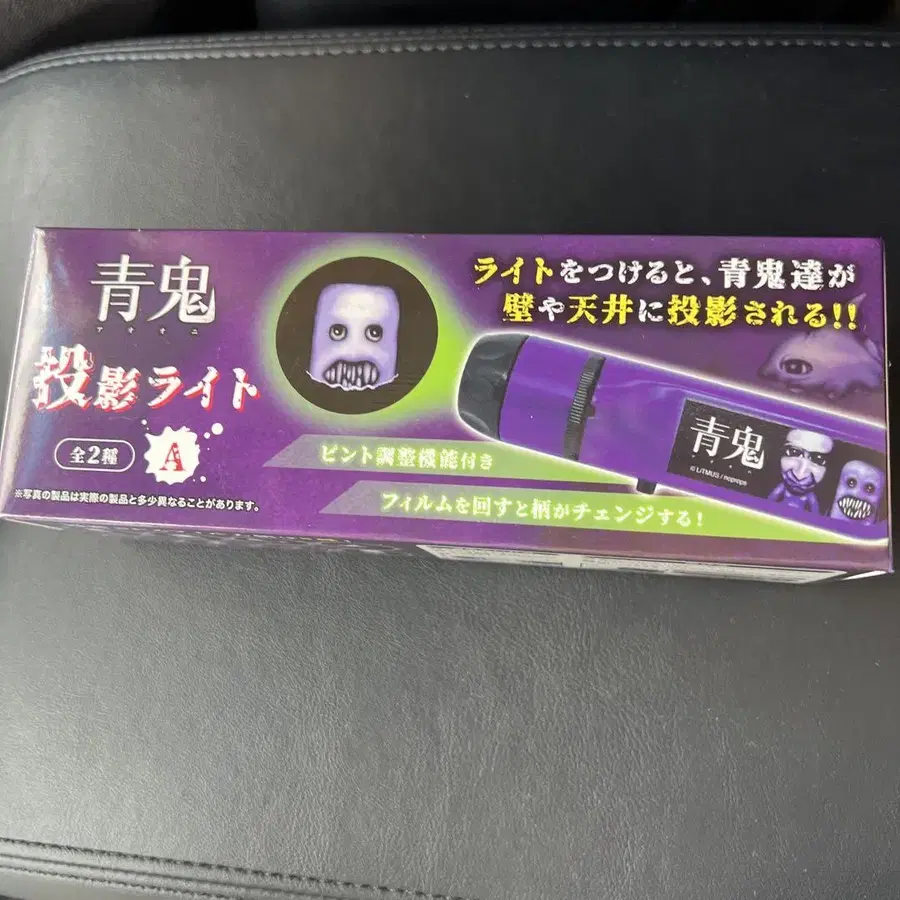 青鬼
アオオニ
投影ライト
全2種
A
※写真の製品は実際の製品と多少異なることがあります。
ライトをつけると、青鬼達が
壁や天井に投影される!!
ピント調整機能付き
フィルムを回すと柄がチェンジする!
青鬼
© LiTMUS / noprops